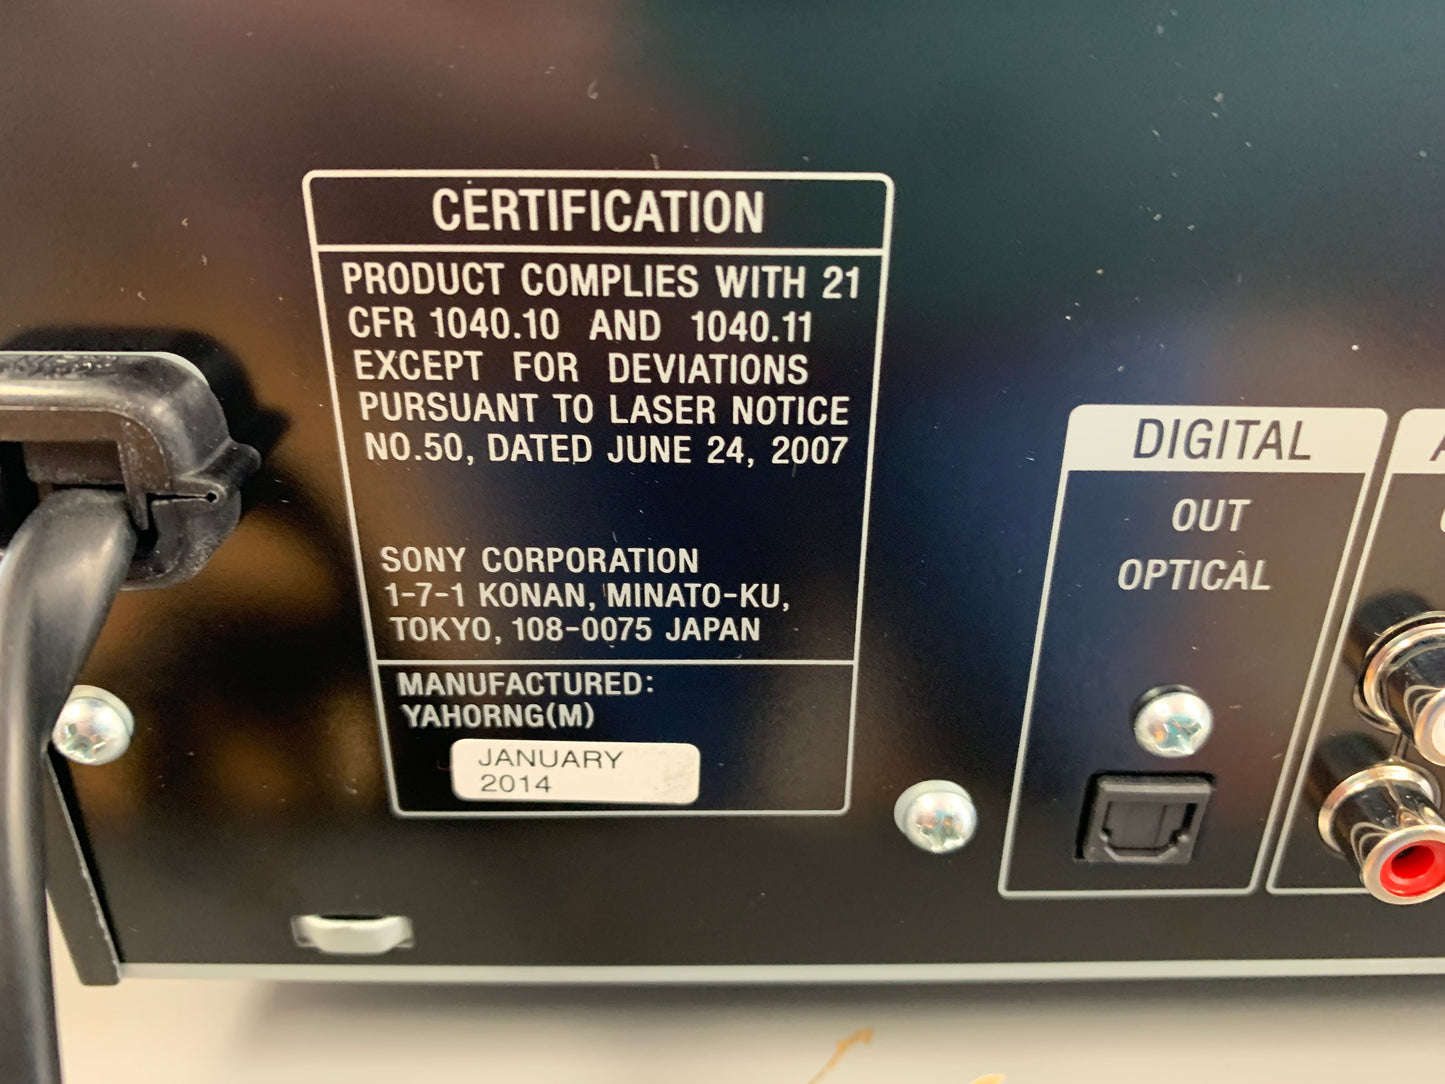 CERTIFICATION
PRODUCT COMPLIES WITH 21
CFR 1040.10 AND 1040.11
EXCEPT FOR DEVIATIONS
PURSUANT TO LASER NOTICE
NO.50, DATED JUNE 24, 2007
SONY CORPORATION
1-7-1 KONAN, MINATO-KU,
TOKYO, 108-0075 JAPAN
MANUFACTURED:
YAHORNG(M)
JANUARY
2014
DIGITAL
OUT
OPTICAL